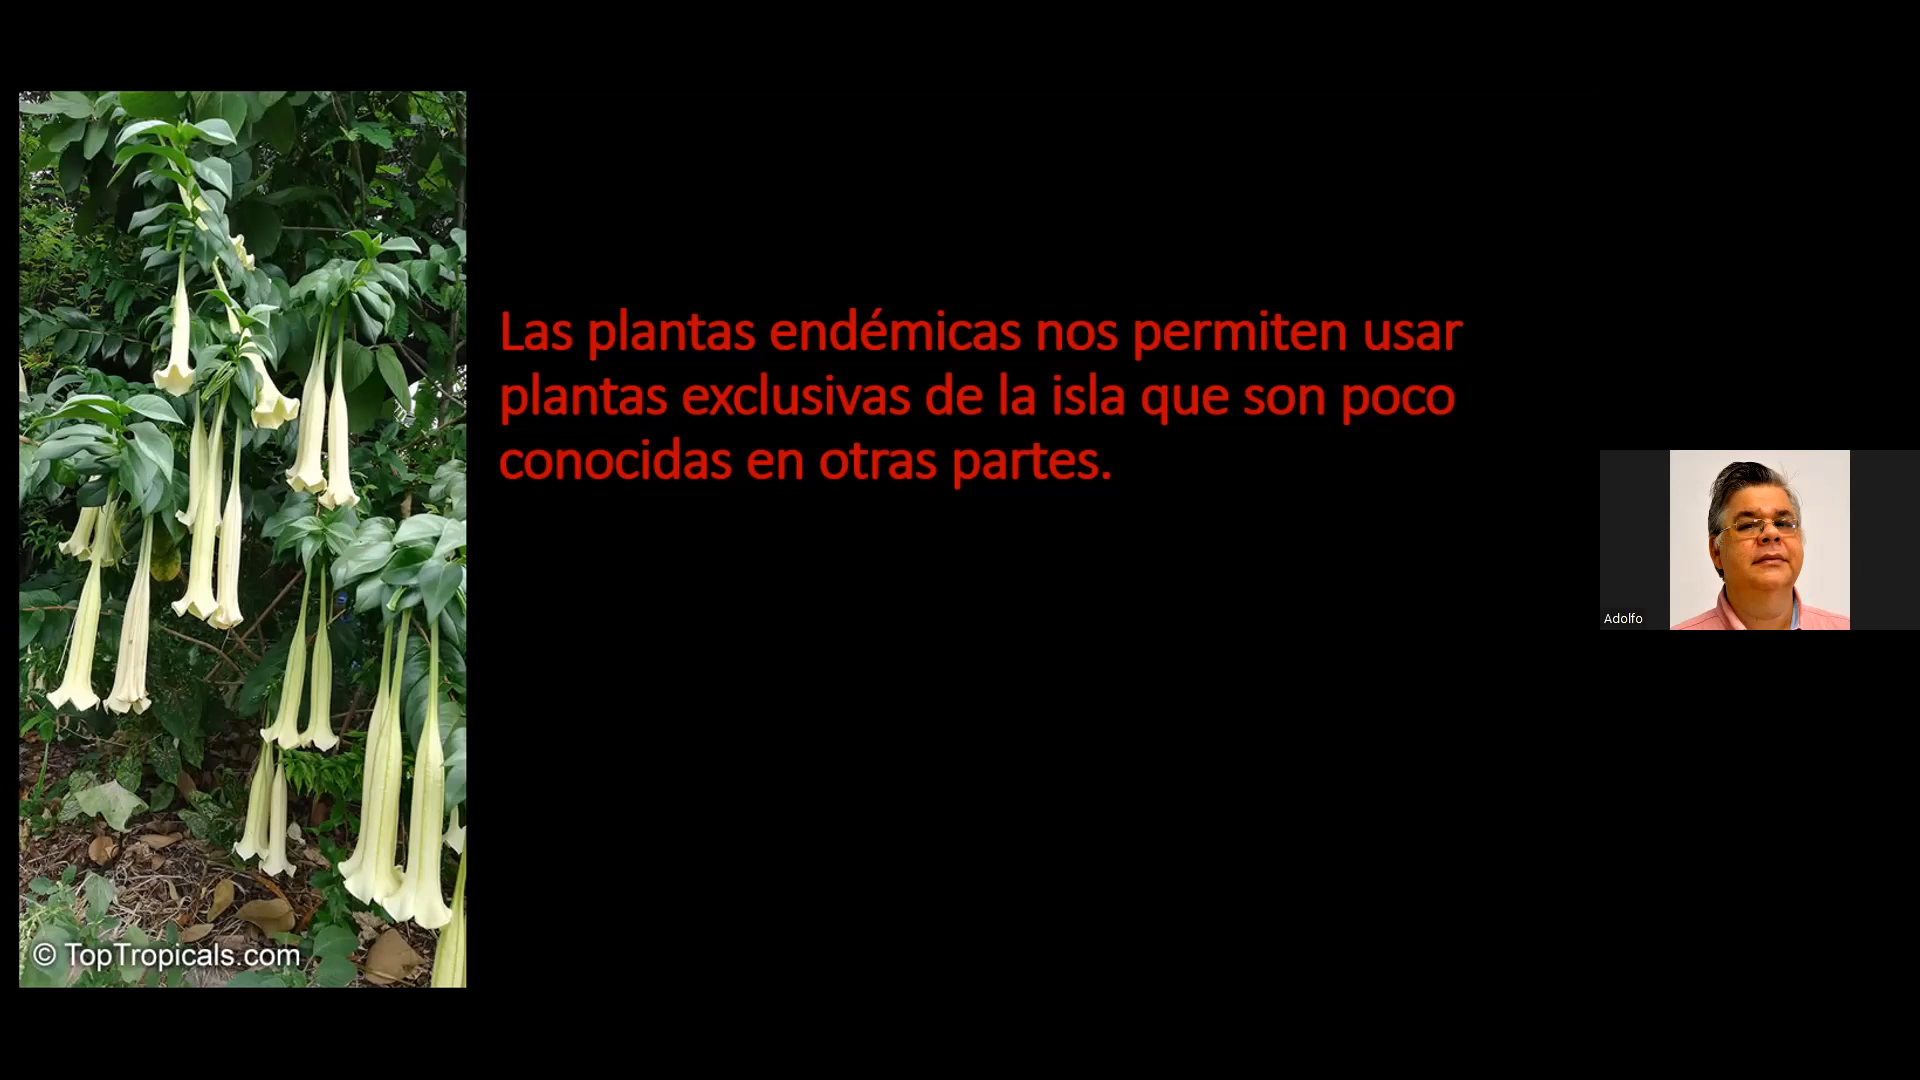 Las plantas endémicas nos permiten usar
plantas exclusivas de la isla que son poco
conocidas en otras partes.
Adolfo
© TopTropicals.com